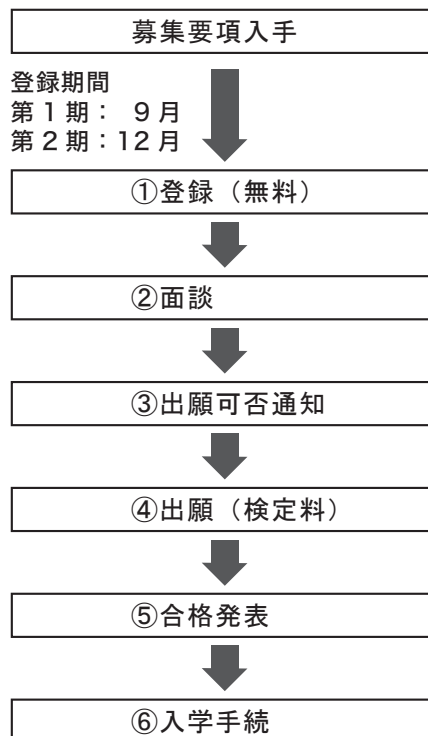 募集要項入手
登録期間
第1期： 9月
第2期：12月
①登録（無料）
②面談
③出願可否通知
④出願（検定料）
⑤合格発表
⑥入学手続